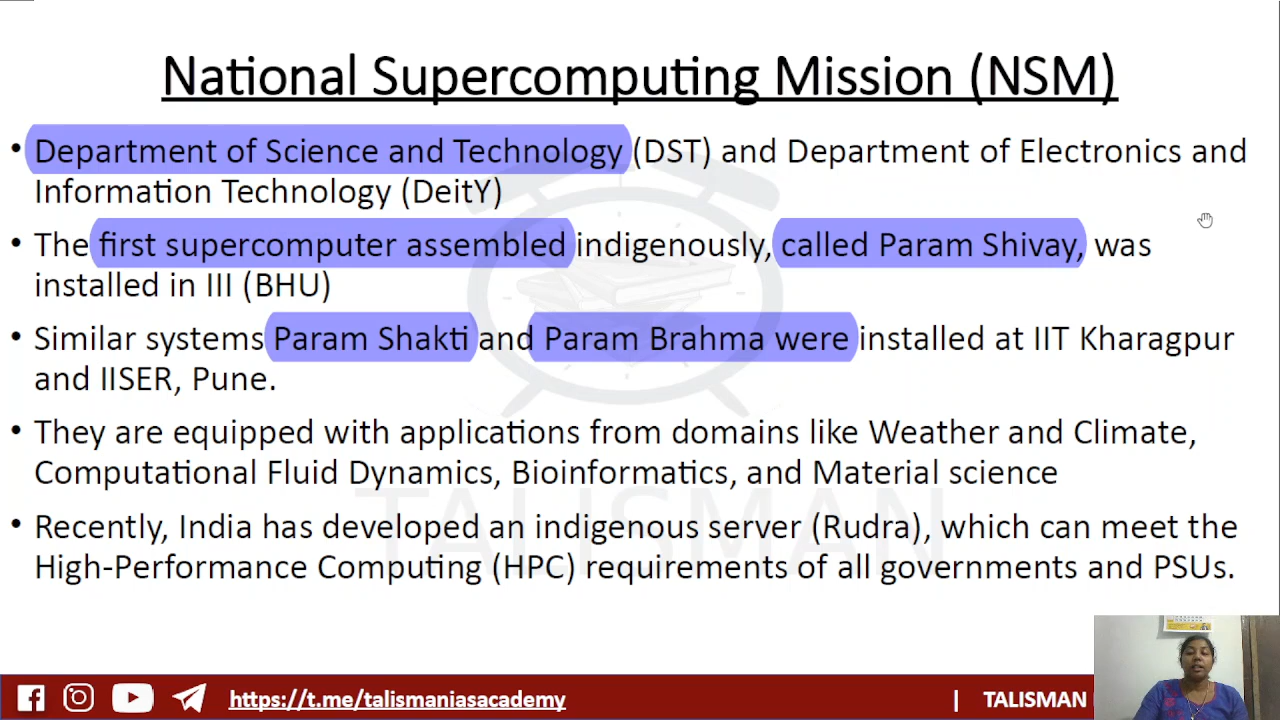 National Supercomputing Mission (NSM)
• Department of Science and Technology (DST) and Department of Electronics and
Information Technology (DeitY)
• The first supercomputer assembled indigenously, called Param Shivay, was
installed in III (BHU)
• Similar systems Param Shakti and Param Brahma were installed at IIT Kharagpur
and IISER, Pune.
• They are equipped with applications from domains like Weather and Climate,
Computational Fluid Dynamics, Bioinformatics, and Material science
• Recently, India has developed an indigenous server (Rudra), which can meet the
High-Performance Computing (HPC) requirements of all governments and PSUs.
TALISMAN
https://t.me/talismaniasacademy | TALISMAN